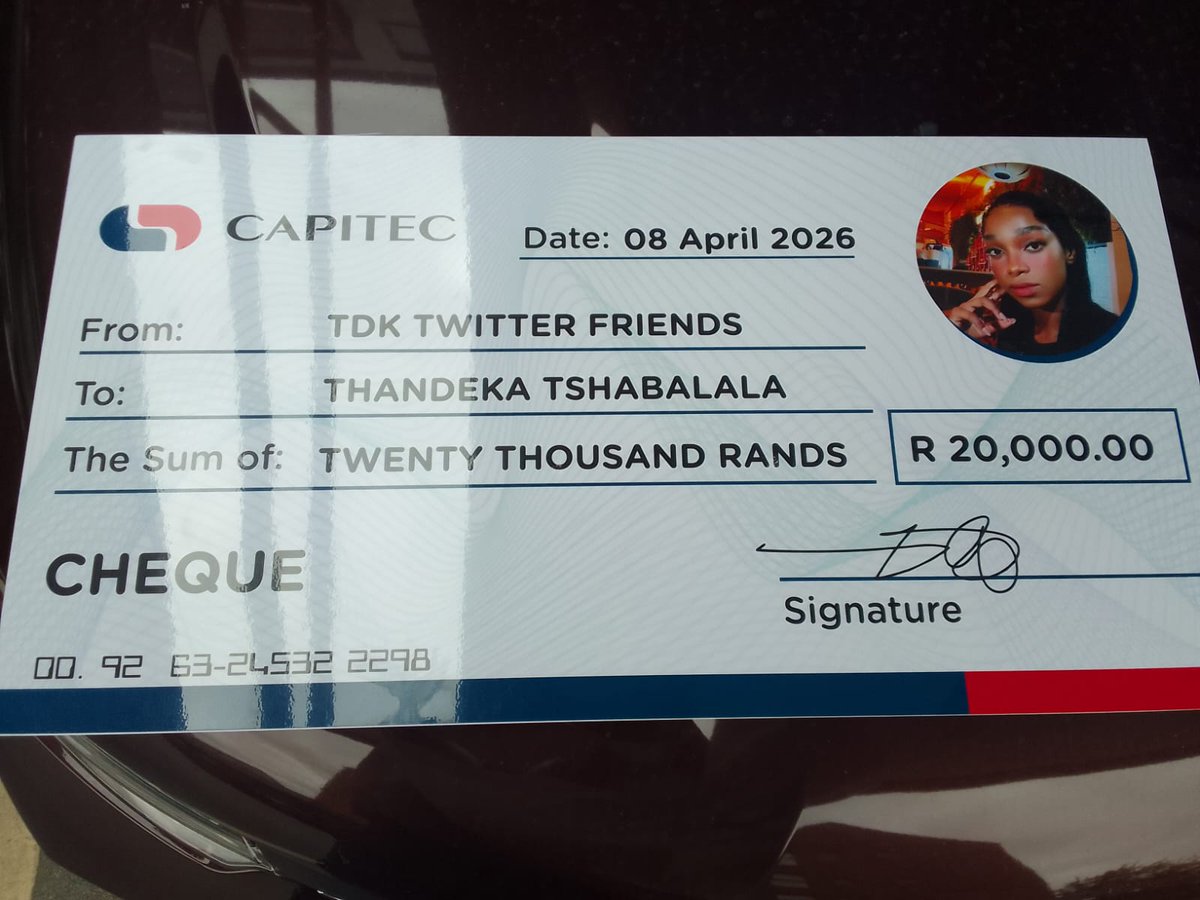 CAPITEC
Date: 08 April 2026
From: TDK TWITTER FRIENDS
To: THANDEKA TSHABALALA
The Sum of: TWENTY THOUSAND RANDS
R 20,000.00
CHEQUE
Signature
00. 92 63-24532 2298